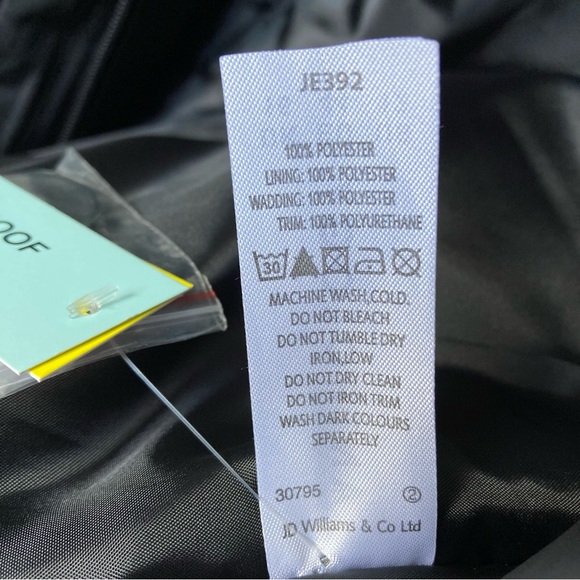 OOF
JE392
100% POLYESTER
LINING: 100% POLYESTER
WADDING: 100% POLYESTER
TRIM: 100% POLYURETHANE
30
MACHINE WASH,COLD.
DO NOT BLEACH
DO NOT TUMBLE DRY
IRON,LOW
DO NOT DRY CLEAN
DO NOT IRON TRIM
WASH DARK COLOURS
SEPARATELY
30795 ②
JD Williams & Co Ltd